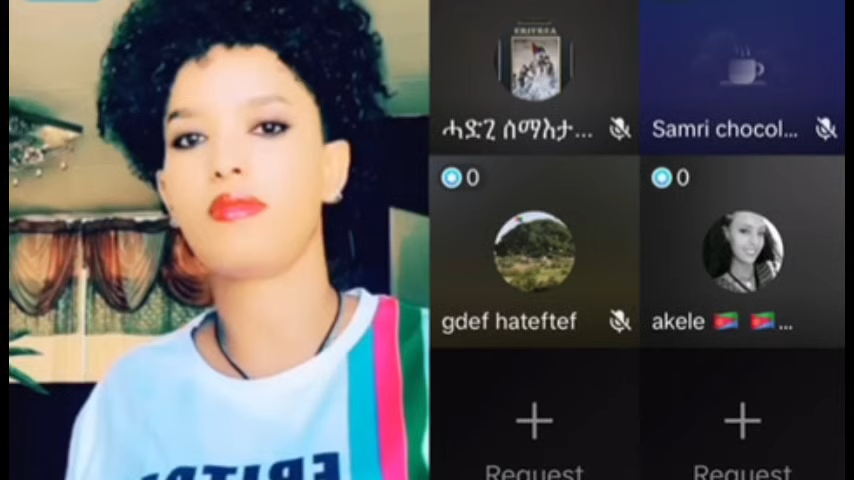 ERITREA
ሓድጊ ሰማእታ...
Samri chocol...
0
0
gdef hateftef
akele 🇪🇷 🇪🇷...
Request
Request